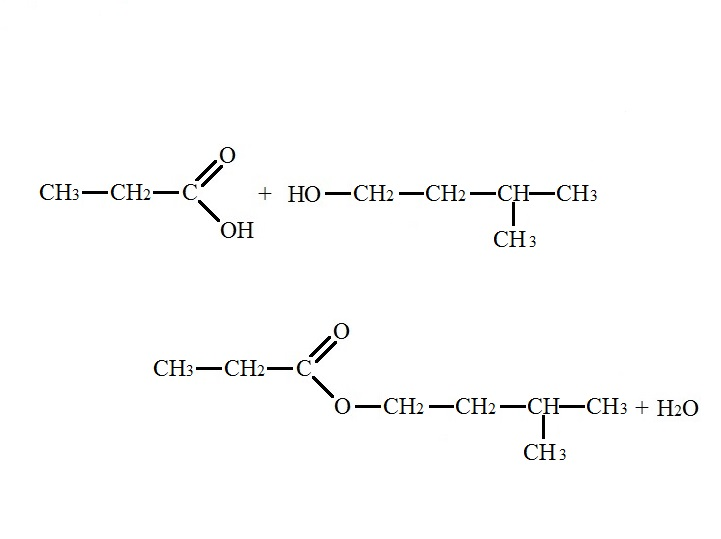 O
CH3 CH2 C + HO CH2 CH2 CH CH3
OH
CH3
O
CH3 CH2 C
O CH2 CH2 CH CH3 + H2O
CH3